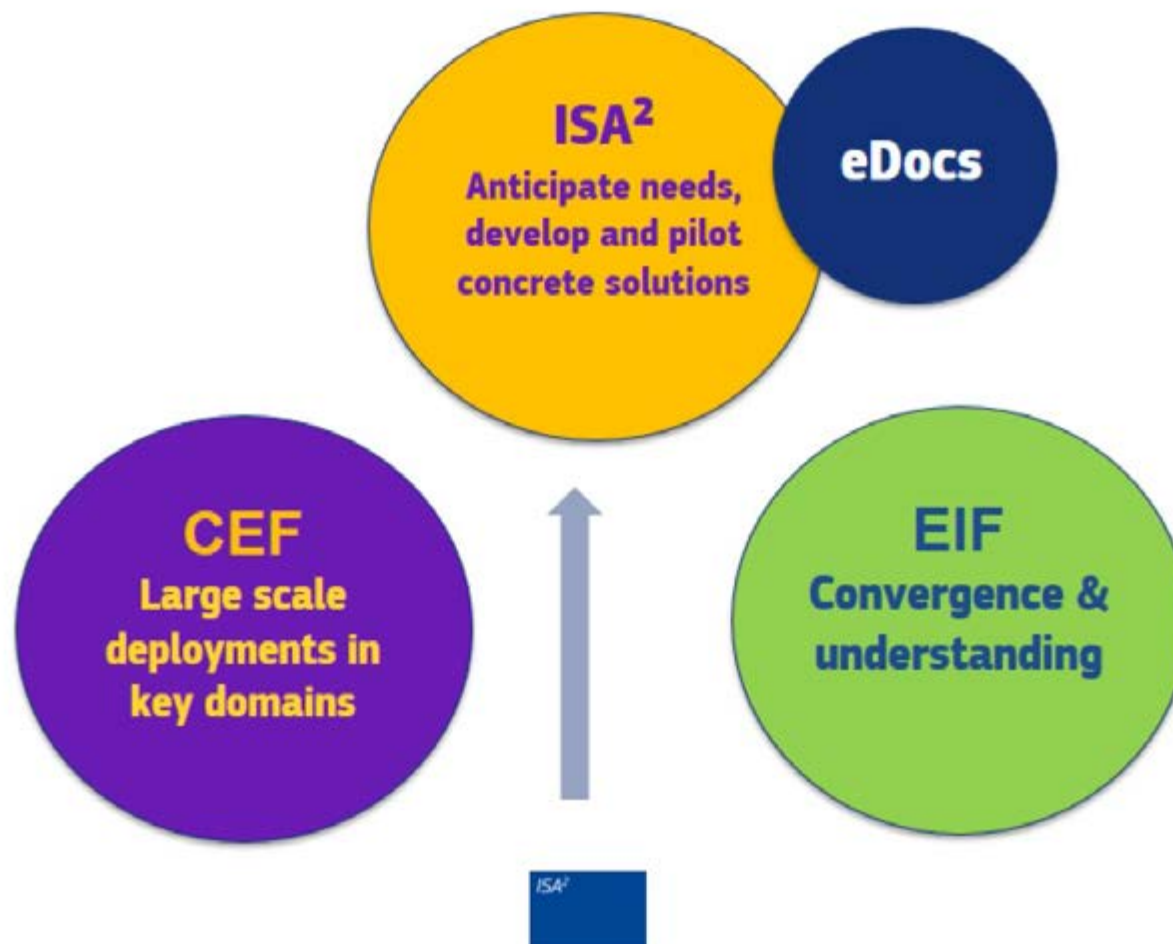 ISA²
Anticipate needs,
develop and pilot
concrete solutions
eDocs
CEF
Large scale
deployments in
key domains
EIF
Convergence &
understanding
ISA²